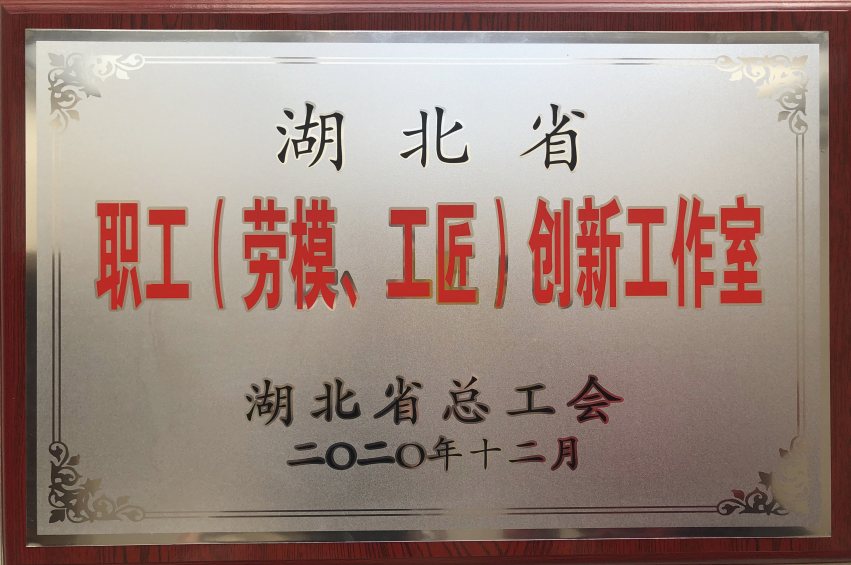 湖北省
职工（劳模、工匠）创新工作室
湖北省总工会
二〇二〇年十二月